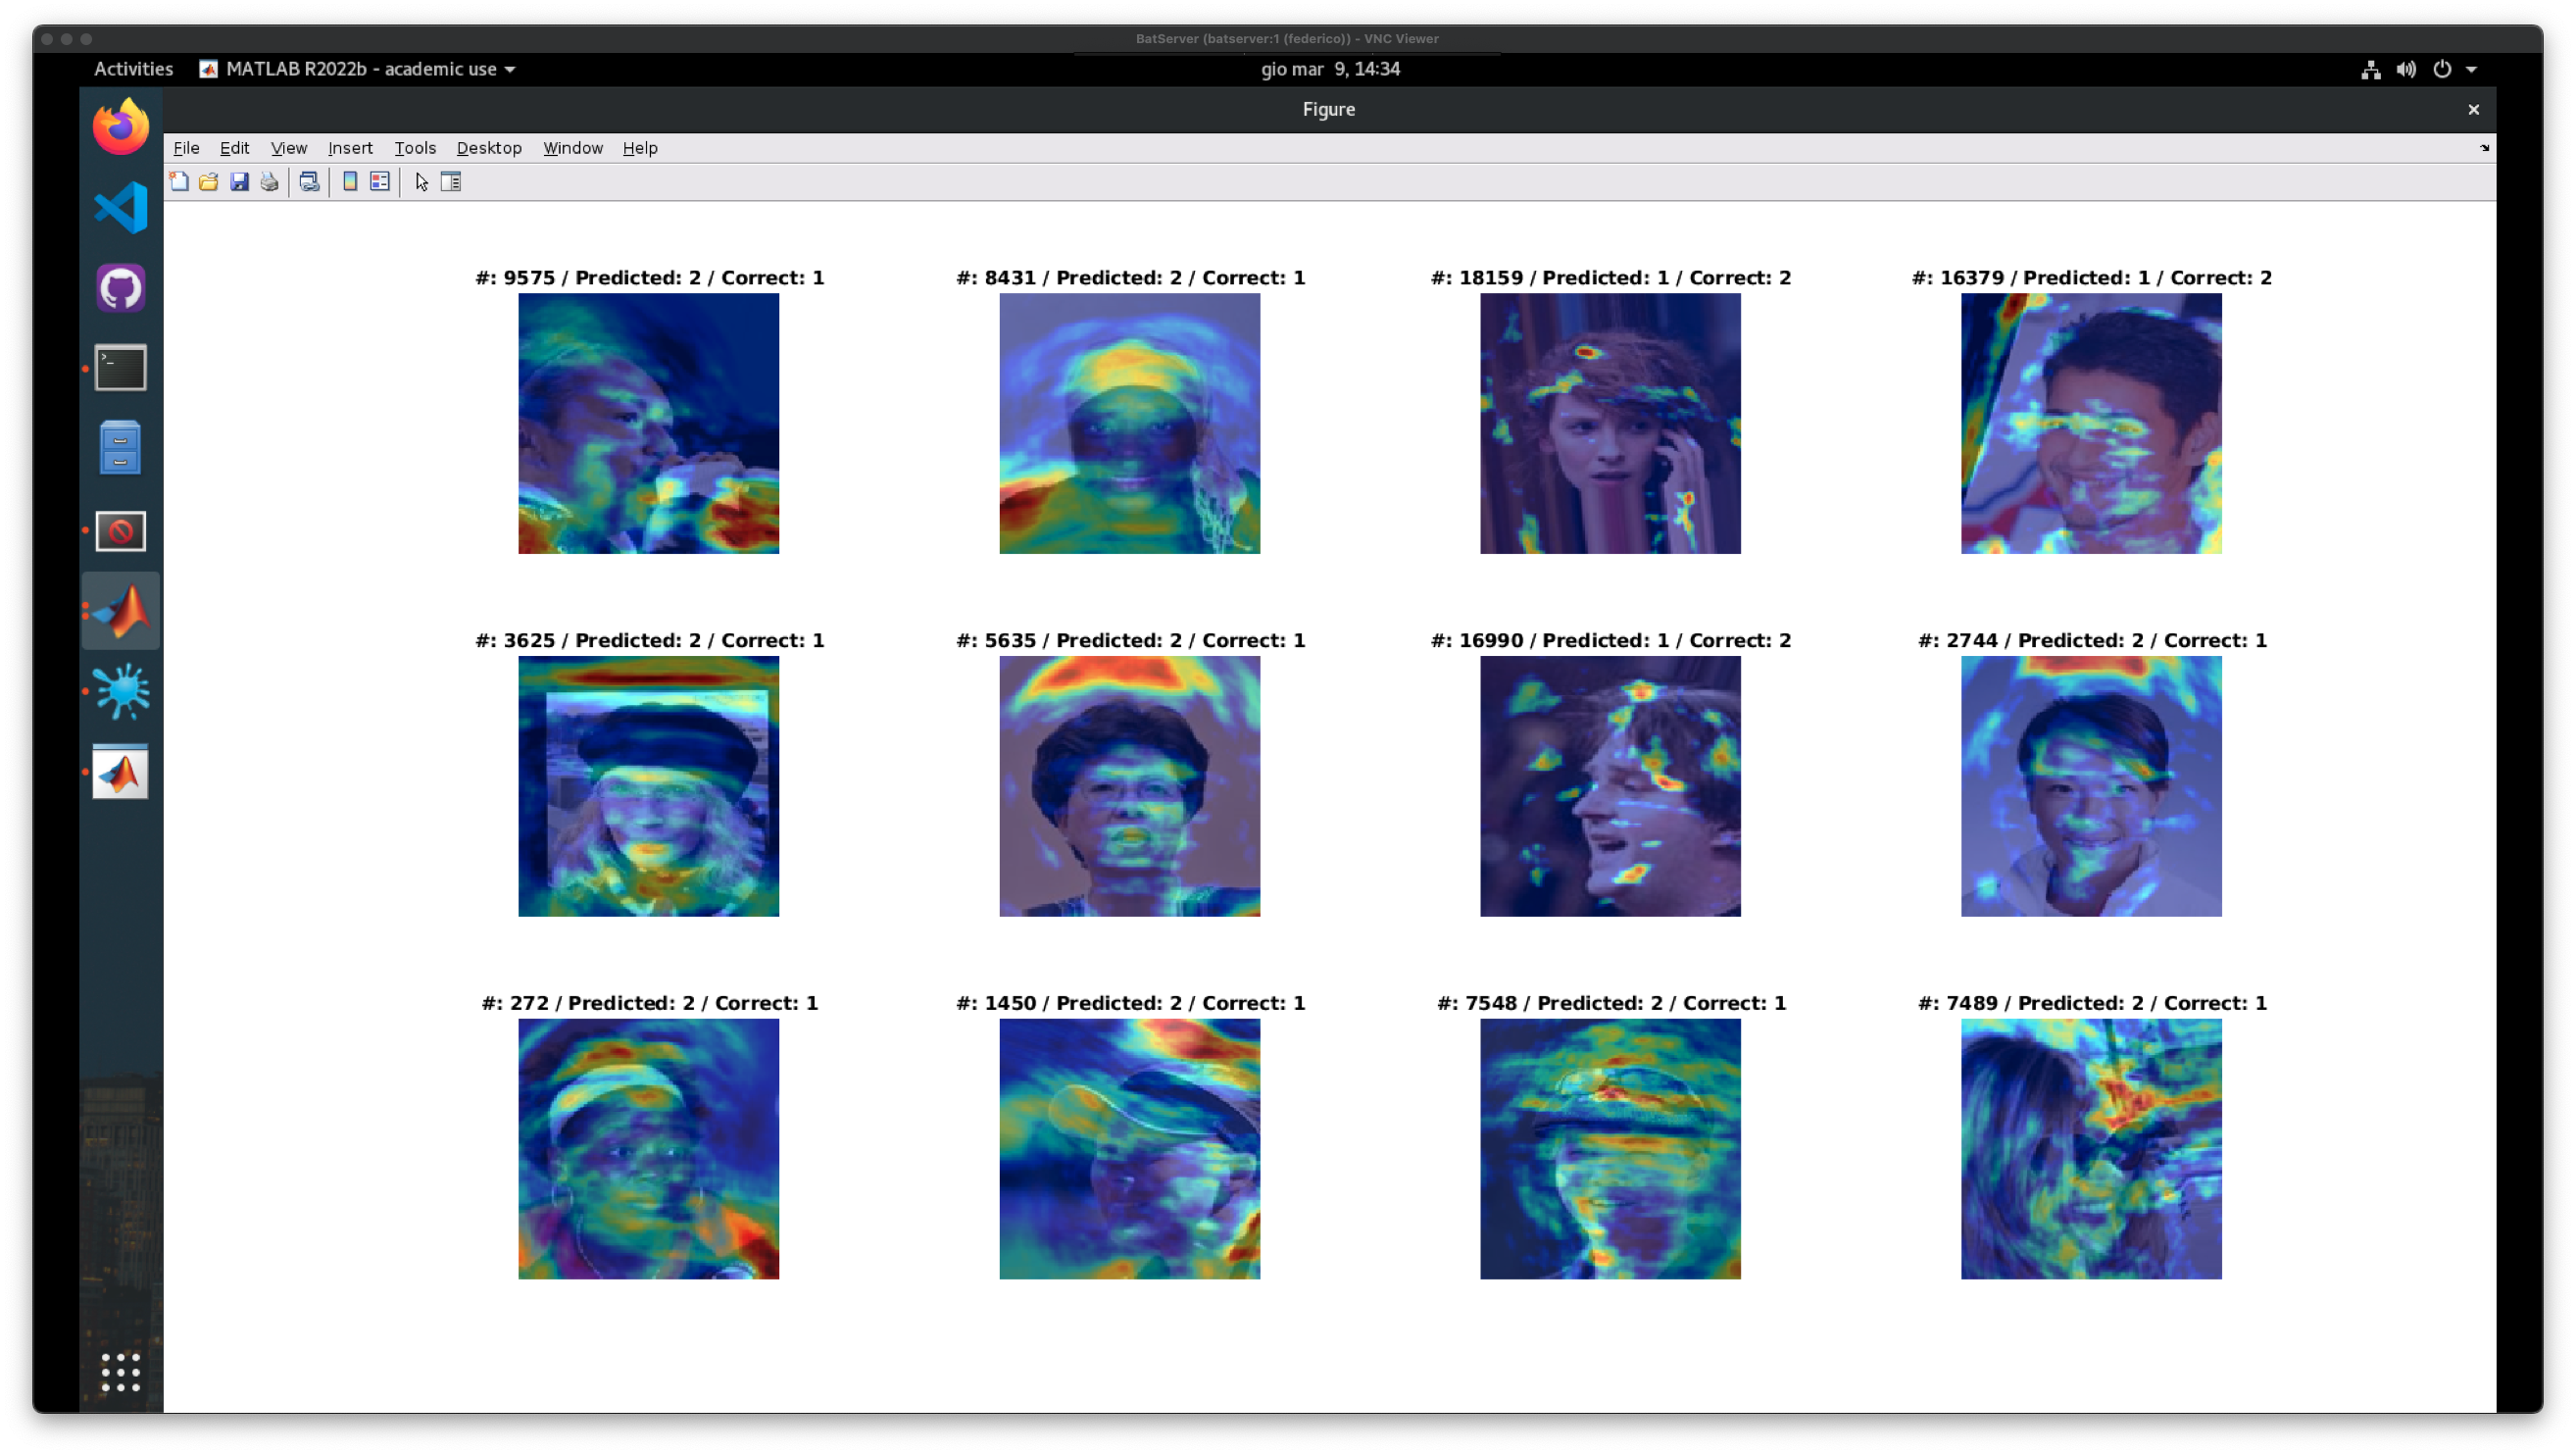 BatServer (batserver:1 (federico)) - VNC Viewer
Activities MATLAB R2022b - academic use gio mar 9, 14:34
Figure
File Edit View Insert Tools Desktop Window Help
#: 9575 / Predicted: 2 / Correct: 1
#: 8431 / Predicted: 2 / Correct: 1
#: 18159 / Predicted: 1 / Correct: 2
#: 16379 / Predicted: 1 / Correct: 2
#: 3625 / Predicted: 2 / Correct: 1
#: 5635 / Predicted: 2 / Correct: 1
#: 16990 / Predicted: 1 / Correct: 2
#: 2744 / Predicted: 2 / Correct: 1
#: 272 / Predicted: 2 / Correct: 1
#: 1450 / Predicted: 2 / Correct: 1
#: 7548 / Predicted: 2 / Correct: 1
#: 7489 / Predicted: 2 / Correct: 1